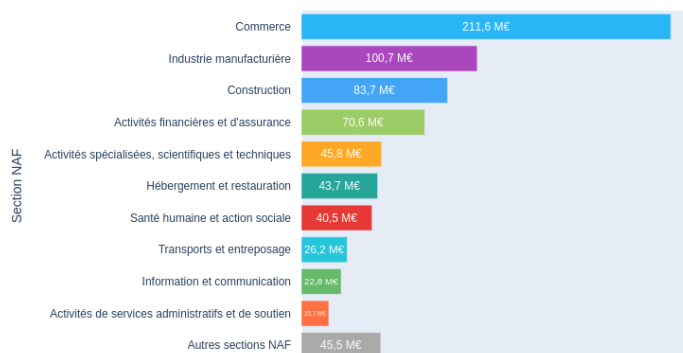 Section NAF
Commerce 211,6 M€
Industrie manufacturière 100,7 M€
Construction 83,7 M€
Activités financières et d'assurance 70,6 M€
Activités spécialisées, scientifiques et techniques 45,8 M€
Hébergement et restauration 43,7 M€
Santé humaine et action sociale 40,5 M€
Transports et entreposage 26,2 M€
Information et communication 22,8 M€
Activités de services administratifs et de soutien 15,7 M€
Autres sections NAF 45,5 M€